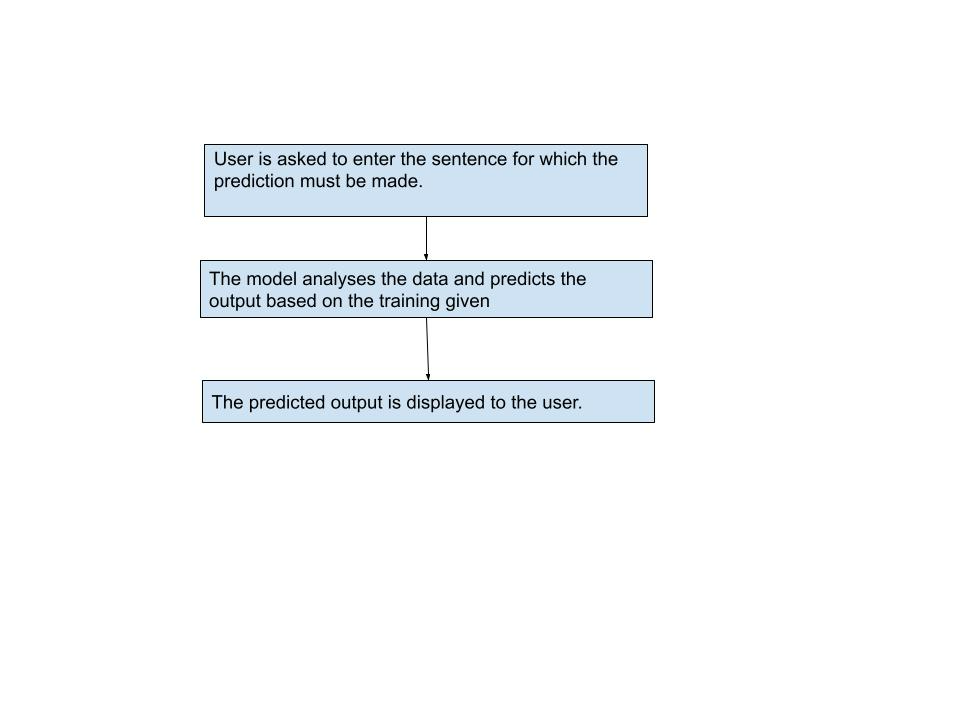 User is asked to enter the sentence for which the
prediction must be made.
The model analyses the data and predicts the
output based on the training given
The predicted output is displayed to the user.